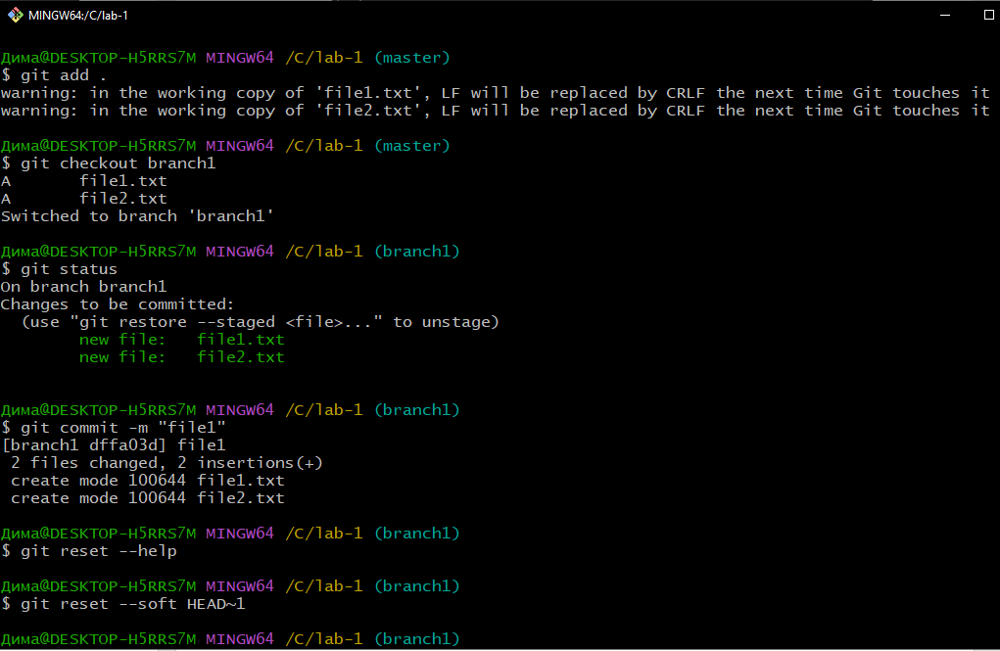 MINGW64:/C/lab-1
Дима@DESKTOP-H5RRS7M MINGW64 /C/lab-1 (master)
$ git add .
warning: in the working copy of 'file1.txt', LF will be replaced by CRLF the next time Git touches it
warning: in the working copy of 'file2.txt', LF will be replaced by CRLF the next time Git touches it
Дима@DESKTOP-H5RRS7M MINGW64 /C/lab-1 (master)
$ git checkout branch1
A       file1.txt
A       file2.txt
Switched to branch 'branch1'
Дима@DESKTOP-H5RRS7M MINGW64 /C/lab-1 (branch1)
$ git status
On branch branch1
Changes to be committed:
  (use "git restore --staged <file>..." to unstage)
        new file:   file1.txt
        new file:   file2.txt
Дима@DESKTOP-H5RRS7M MINGW64 /C/lab-1 (branch1)
$ git commit -m "file1"
[branch1 dffa03d] file1
 2 files changed, 2 insertions(+)
 create mode 100644 file1.txt
 create mode 100644 file2.txt
Дима@DESKTOP-H5RRS7M MINGW64 /C/lab-1 (branch1)
$ git reset --help
Дима@DESKTOP-H5RRS7M MINGW64 /C/lab-1 (branch1)
$ git reset --soft HEAD~1
Дима@DESKTOP-H5RRS7M MINGW64 /C/lab-1 (branch1)